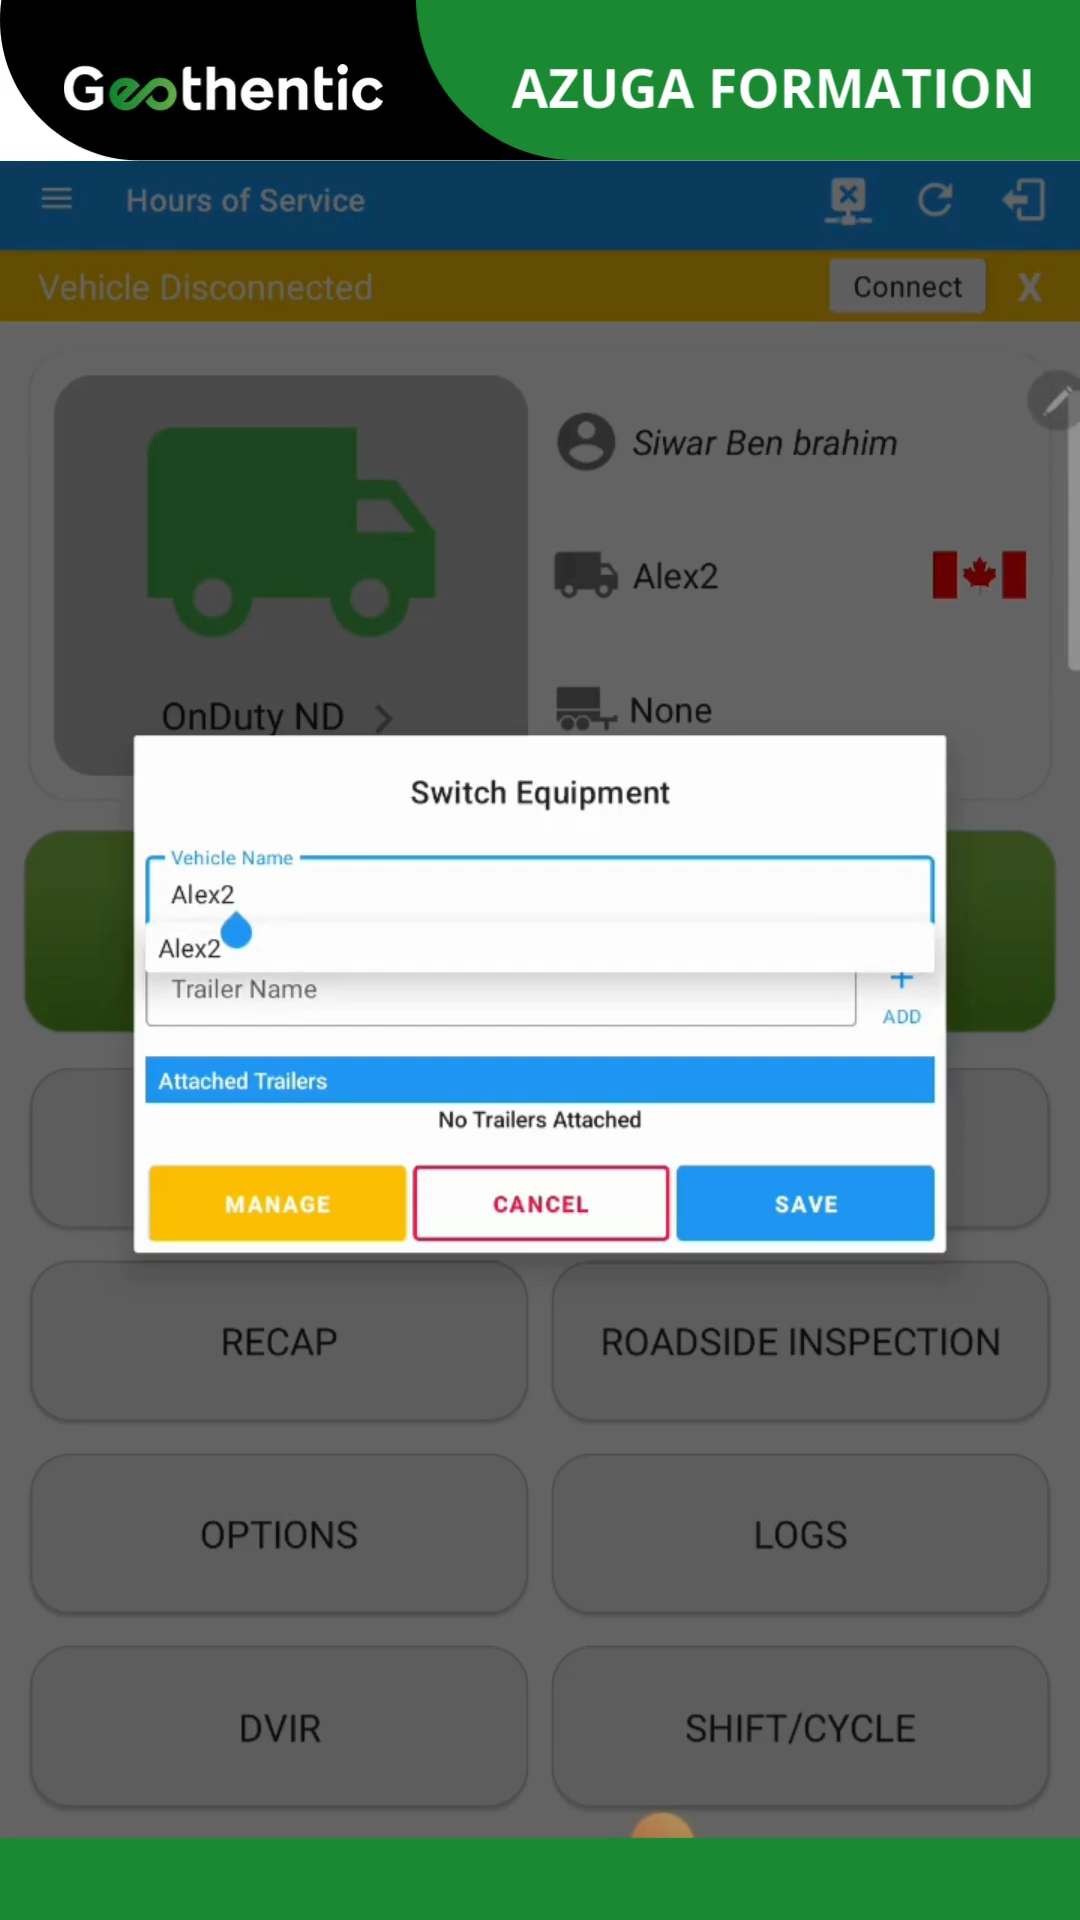 Geothentic
AZUGA FORMATION
Hours of Service
Vehicle Disconnected
Connect
X
Siwar Ben brahim
Alex2
OnDuty ND
None
Switch Equipment
Vehicle Name
Alex2
Alex2
Trailer Name
+
ADD
Attached Trailers
No Trailers Attached
MANAGE
CANCEL
SAVE
RECAP
ROADSIDE INSPECTION
OPTIONS
LOGS
DVIR
SHIFT/CYCLE